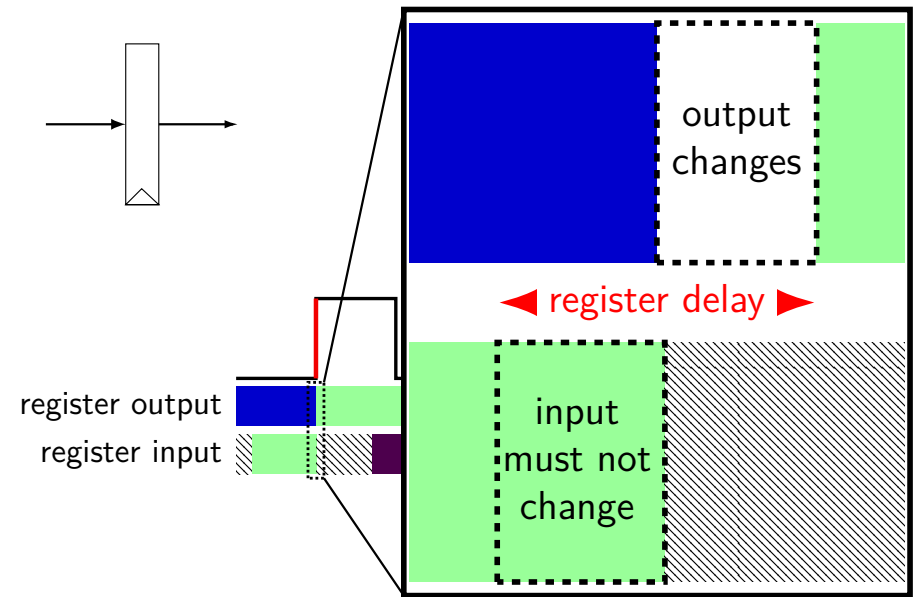 output
changes
register delay
register output
register input
input
must not
change